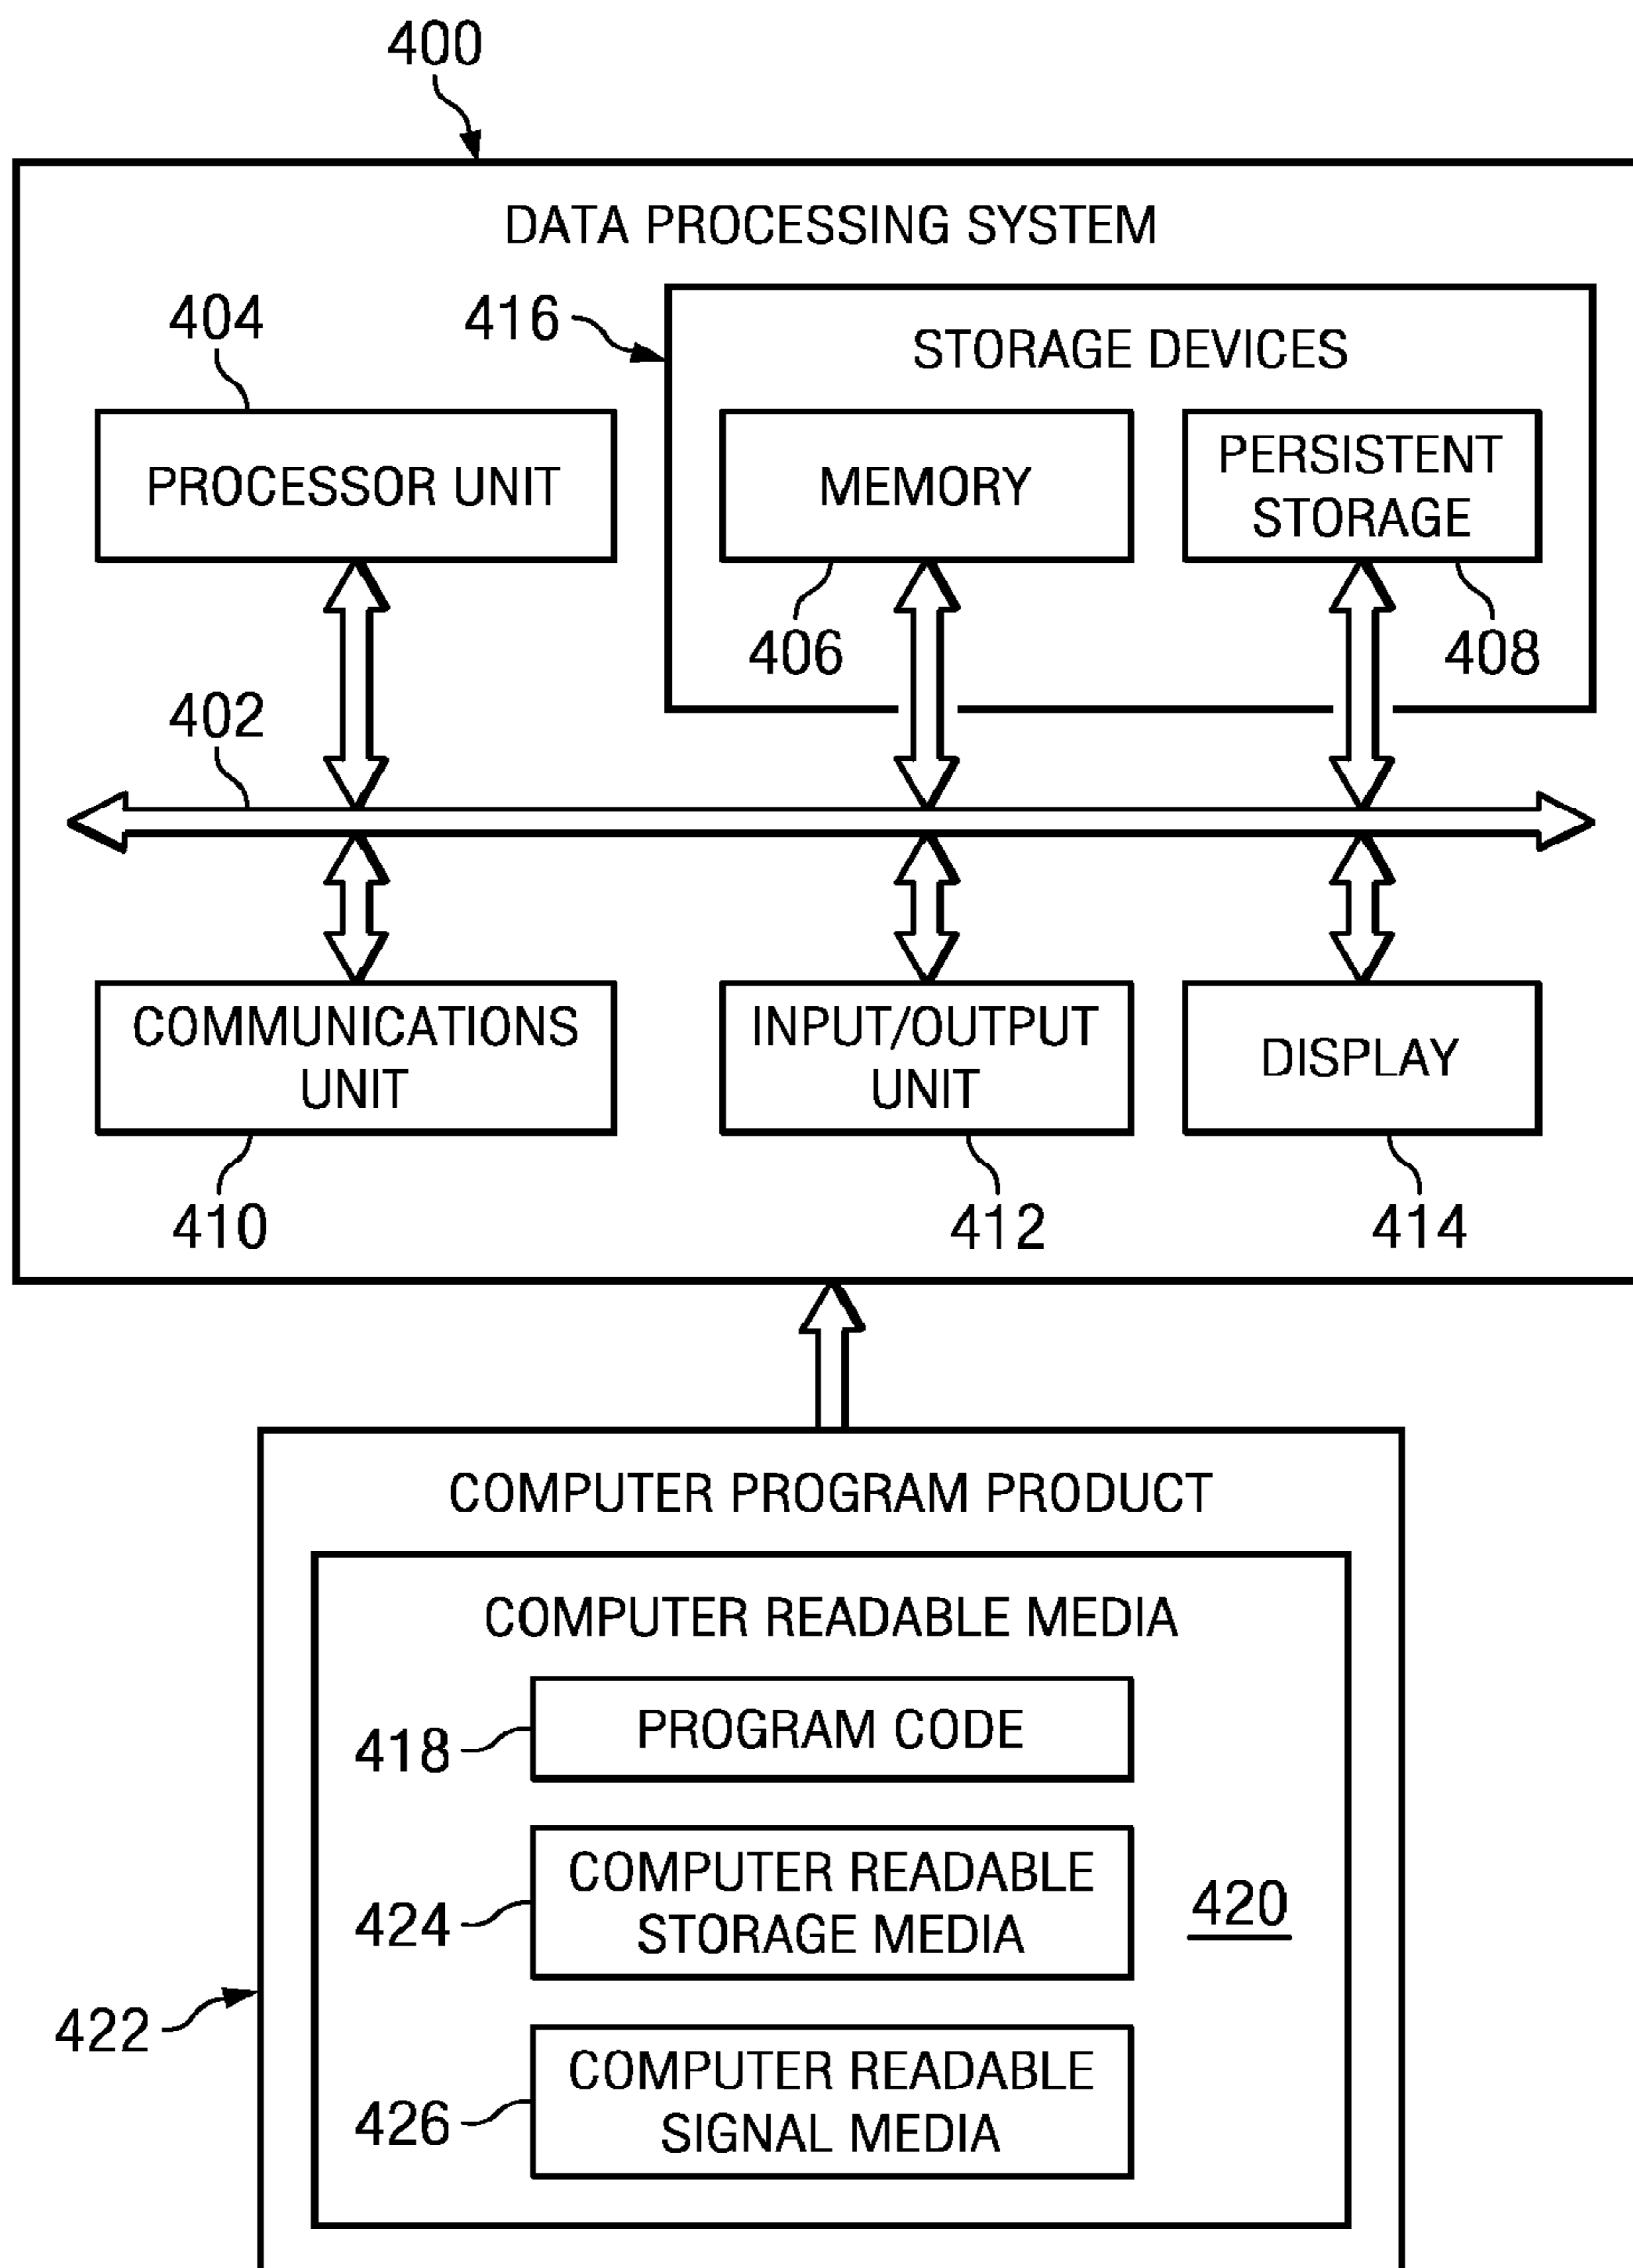 400
DATA PROCESSING SYSTEM
404
416
STORAGE DEVICES
PROCESSOR UNIT
MEMORY
PERSISTENT
STORAGE
406
408
402
COMMUNICATIONS
UNIT
INPUT/OUTPUT
UNIT
DISPLAY
410
412
414
COMPUTER PROGRAM PRODUCT
COMPUTER READABLE MEDIA
418
PROGRAM CODE
424
COMPUTER READABLE
STORAGE MEDIA
420
422
426
COMPUTER READABLE
SIGNAL MEDIA